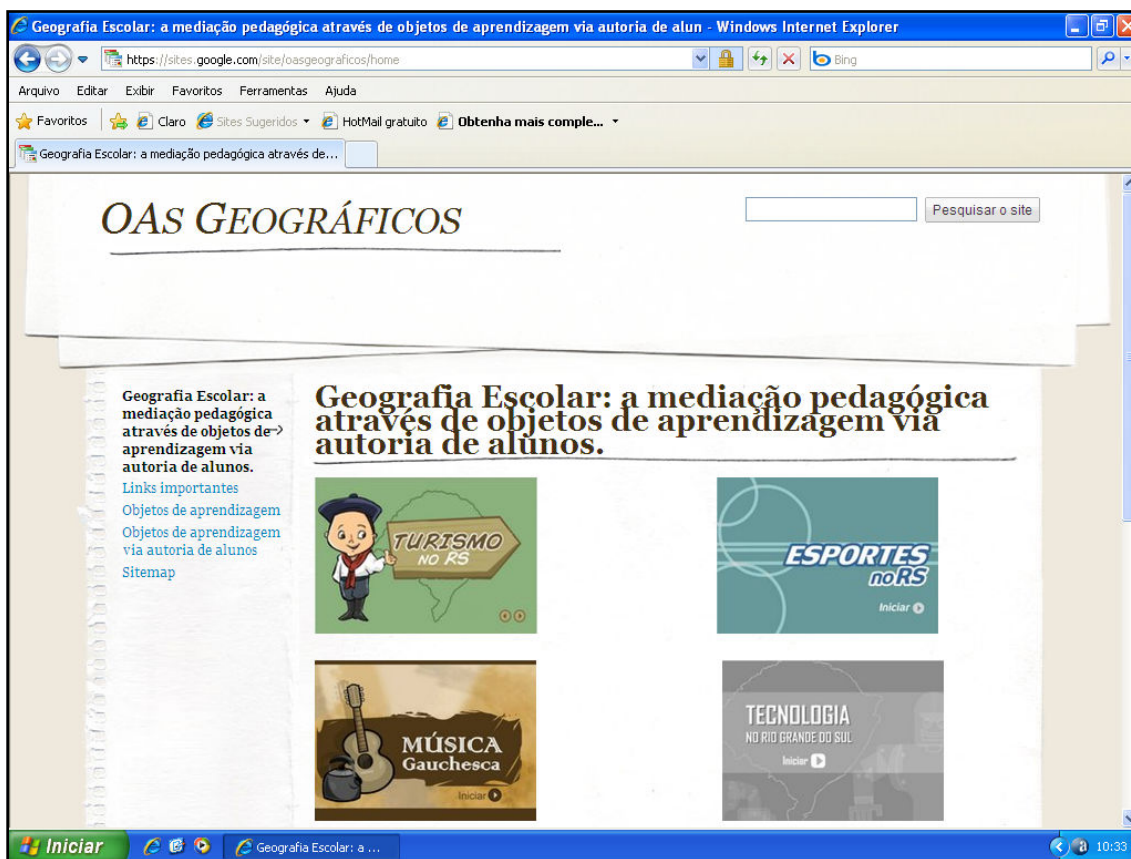 Geografia Escolar: a mediação pedagógica através de objetos de aprendizagem via autoria de alun - Windows Internet Explorer
https://sites.google.com/site/oasgeograficos/home
Bing
Arquivo Editar Exibir Favoritos Ferramentas Ajuda
Favoritos Claro Sites Sugeridos HotMail gratuito Obtenha mais comple...
Geografia Escolar: a mediação pedagógica através de...
OAS GEOGRÁFICOS
Pesquisar o site
Geografia Escolar: a
mediação pedagógica
através de objetos de
aprendizagem via
autoria de alunos.
Links importantes
Objetos de aprendizagem
Objetos de aprendizagem
via autoria de alunos
Sitemap
Geografia Escolar: a mediação pedagógica
através de objetos de aprendizagem via
autoria de alunos.
TURISMO
NO RS
ESPORTES
no RS
Iniciar
MÚSICA
Gauchesca
Iniciar
TECNOLOGIA
NO RIO GRANDE DO SUL
Iniciar
Iniciar
Geografia Escolar: a ...
10:33